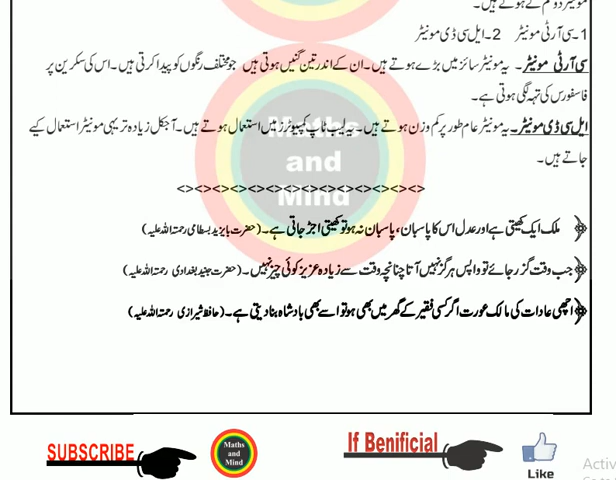 مونیٹر دو قسم کے ہوتے ہیں۔
1۔سی آر ٹی مونیٹر 2۔ایل سی ڈی مونیٹر
سی آر ٹی مونیٹر۔ یہ مونیٹر سائز میں بڑے ہوتے ہیں۔ان کے اندر تین گنیں ہوتی ہیں جو مختلف رنگوں کو پیدا کرتی ہیں۔اس کی سکرین پر
فاسفورس کی تہہ لگی ہوتی ہے۔
ایل سی ڈی مونیٹر۔یہ مونیٹر عام طور پر کم وزن ہوتے ہیں۔یہ لیپ ٹاپ کمپیوٹرز میں استعمال ہوتے ہیں۔آجکل زیادہ تر یہی مونیٹر استعمال کیے
جاتے ہیں۔
Maths
and
Mind
<><><><><><><><><><><><><><>
ملک ایک کھیتی ہے اور عدل اس کا پاسبان، پاسبان نہ ہو تو کھیتی اجڑ جاتی ہے۔(حضرت بایزید بسطامی رحمتہ اللہ علیہ)
جب وقت گزر جائے تو واپس ہرگز نہیں آتا چنانچہ وقت سے زیادہ عزیز کوئی چیز نہیں۔(حضرت جنید بغدادی رحمتہ اللہ علیہ)
اچھی عادات کی مالک عورت اگر کسی فقیر کے گھر میں بھی ہو تو اسے بھی بادشاہ بنا دیتی ہے۔(حافظ شیرازی رحمتہ اللہ علیہ)
SUBSCRIBE
Maths
and
Mind
If Benificial
Like
Activ